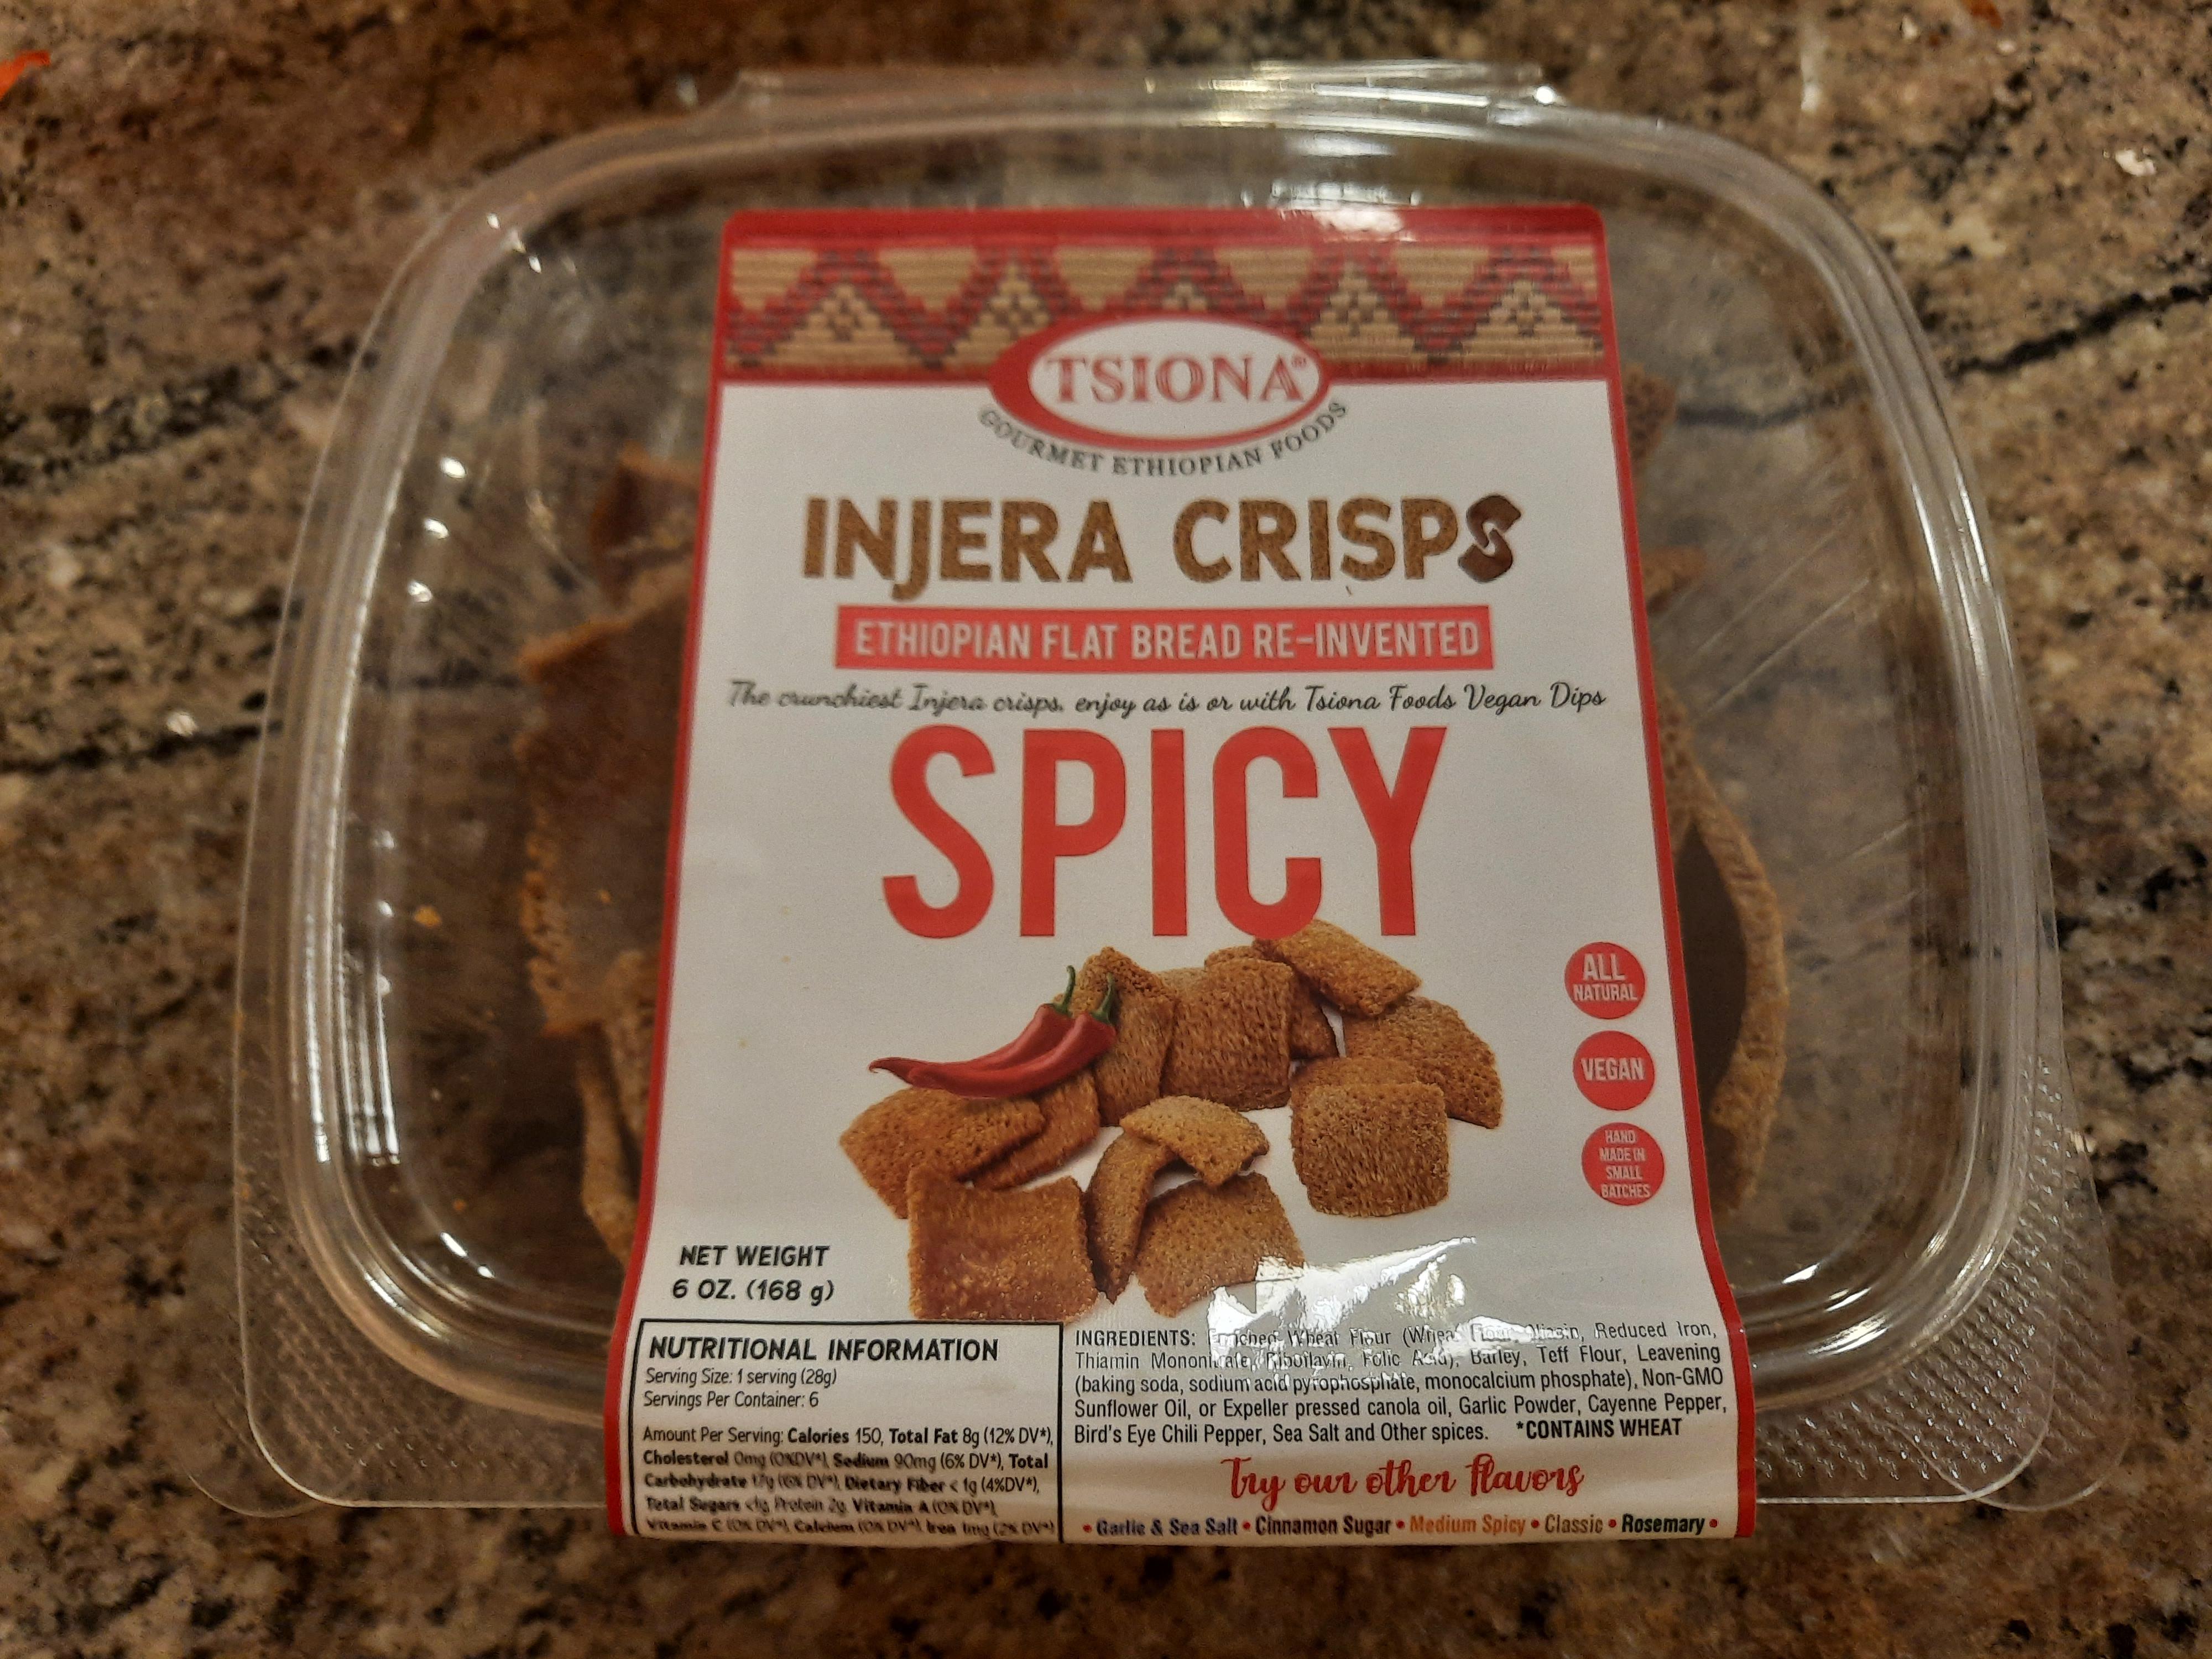 TSIONA®
GOURMET ETHIOPIAN FOODS
INJERA CRISPS
ETHIOPIAN FLAT BREAD RE-INVENTED
The crunchiest Injera crisps, enjoy as is or with Tsiona Foods Vegan Dips
SPICY
ALL
NATURAL
VEGAN
HAND
MADE IN
SMALL
BATCHES
NET WEIGHT
6 OZ. (168 g)
NUTRITIONAL INFORMATION
Serving Size: 1 serving (28g)
Servings Per Container: 6
Amount Per Serving: Calories 150, Total Fat 8g (12% DV*),
Cholesterol 0mg (0%DV*), Sodium 90mg (6% DV*), Total
Carbohydrate 17g (6% DV*), Dietary Fiber < 1g (4%DV*),
Total Sugars <1g, Protein 2g, Vitamin A (0% DV*),
Vitamin C (0% DV*), Calcium (0% DV*), Iron 1mg (2% DV*)
INGREDIENTS: Enriched Wheat Flour (Wheat Flour, Niacin, Reduced Iron,
Thiamin Mononitrate, Riboflavin, Folic Acid), Barley, Teff Flour, Leavening
(baking soda, sodium acid pyrophosphate, monocalcium phosphate), Non-GMO
Sunflower Oil, or Expeller pressed canola oil, Garlic Powder, Cayenne Pepper,
Bird's Eye Chili Pepper, Sea Salt and Other spices. *CONTAINS WHEAT
Try our other flavors
• Garlic & Sea Salt • Cinnamon Sugar • Medium Spicy • Classic • Rosemary •